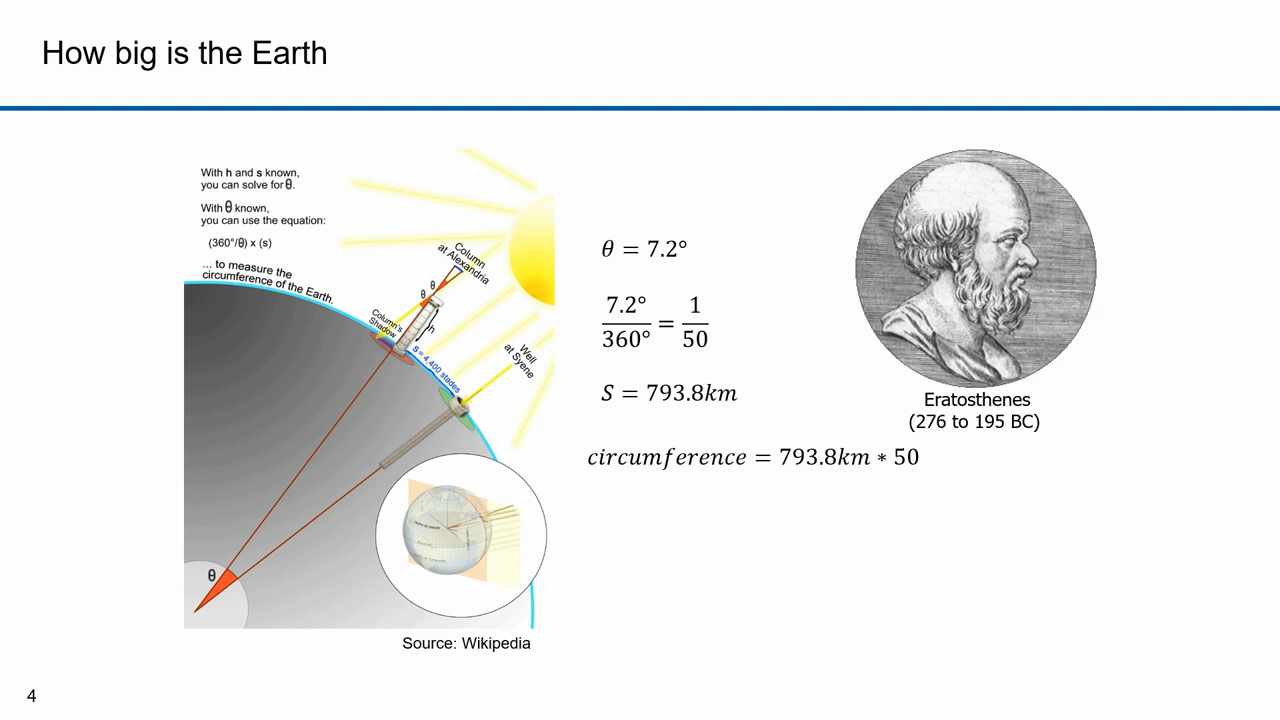 How big is the Earth
With h and s known,
you can solve for θ.
With θ known,
you can use the equation:
(360°/θ) x (s)
... to measure the
circumference of the Earth.
Column
at Alexandria
θ
θ
h
Column's
Shadow
S = 4,400 stades
Well
at Syene
θ
Source: Wikipedia
θ = 7.2°
7.2°/360° = 1/50
S = 793.8km
circumference = 793.8km * 50
Eratosthenes
(276 to 195 BC)
4